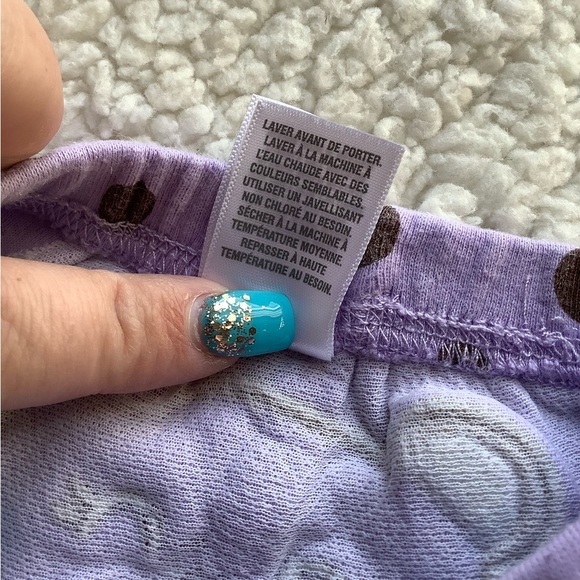 LAVER AVANT DE PORTER.
LAVER À LA MACHINE À
L'EAU CHAUDE AVEC DES
COULEURS SEMBLABLES.
UTILISER UN JAVELLISANT
NON CHLORÉ AU BESOIN.
SÉCHER À LA MACHINE À
TEMPÉRATURE MOYENNE.
REPASSER À HAUTE
TEMPÉRATURE AU BESOIN.